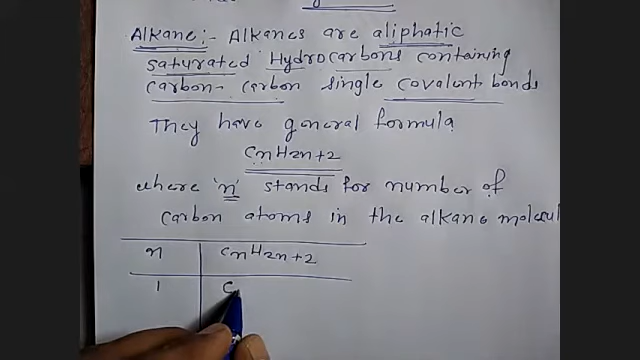 Alkane:- Alkanes are aliphatic
saturated Hydrocarbons containing
carbon-carbon single covalent bonds
They have general formula
CnH2n+2
where 'n' stands for number of
carbon atoms in the alkane molecul
n CnH2n+2
1 C